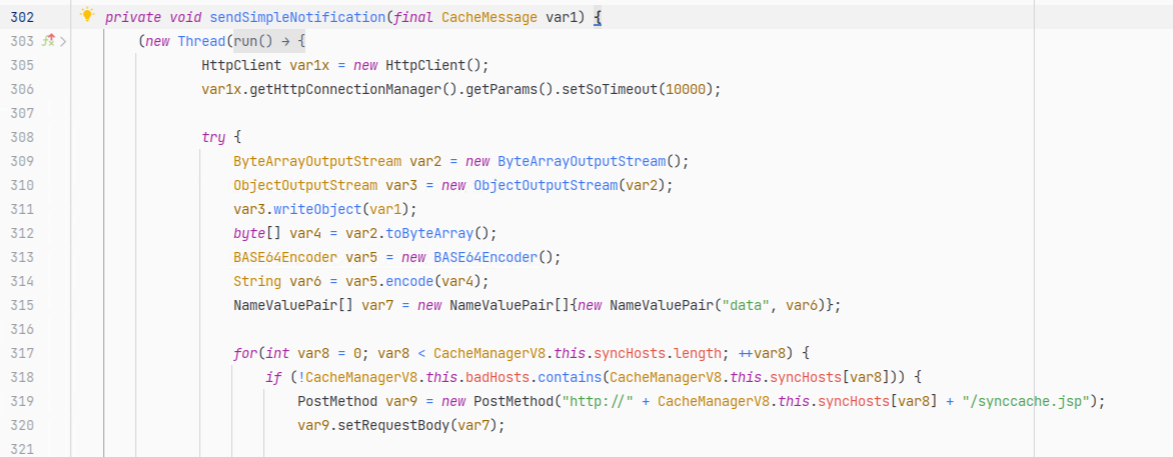 302 private void sendSimpleNotification(final CacheMessage var1) {
303 (new Thread(run() → {
305 HttpClient var1x = new HttpClient();
306 var1x.getHttpConnectionManager().getParams().setSoTimeout(10000);
307
308 try {
309 ByteArrayOutputStream var2 = new ByteArrayOutputStream();
310 ObjectOutputStream var3 = new ObjectOutputStream(var2);
311 var3.writeObject(var1);
312 byte[] var4 = var2.toByteArray();
313 BASE64Encoder var5 = new BASE64Encoder();
314 String var6 = var5.encode(var4);
315 NameValuePair[] var7 = new NameValuePair[]{new NameValuePair("data", var6)};
316
317 for(int var8 = 0; var8 < CacheManagerV8.this.syncHosts.length; ++var8) {
318 if (!CacheManagerV8.this.badHosts.contains(CacheManagerV8.this.syncHosts[var8])) {
319 PostMethod var9 = new PostMethod("http://" + CacheManagerV8.this.syncHosts[var8] + "/synccache.jsp");
320 var9.setRequestBody(var7);
321